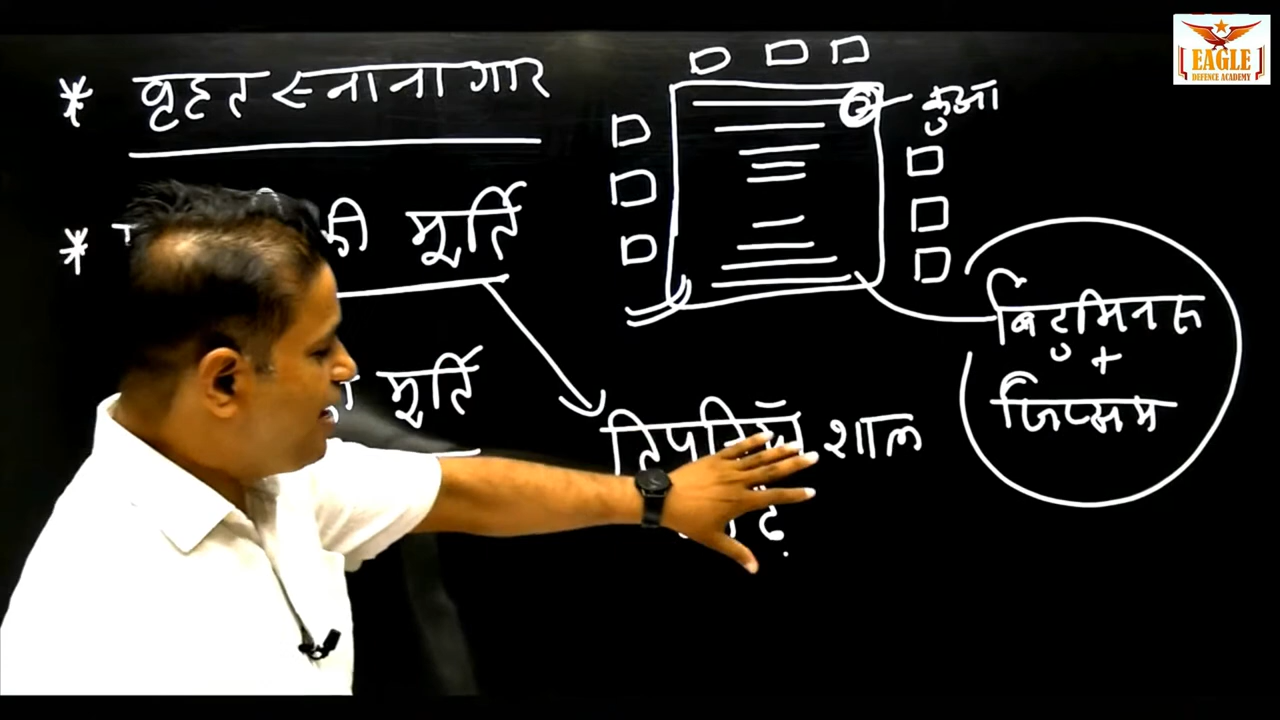 * वृहत स्नानागार
कुआ
* की मूर्ति
बिटुमिनस
+
जिप्सम
मूर्ति
शाल
EAGLE
DEFENCE ACADEMY